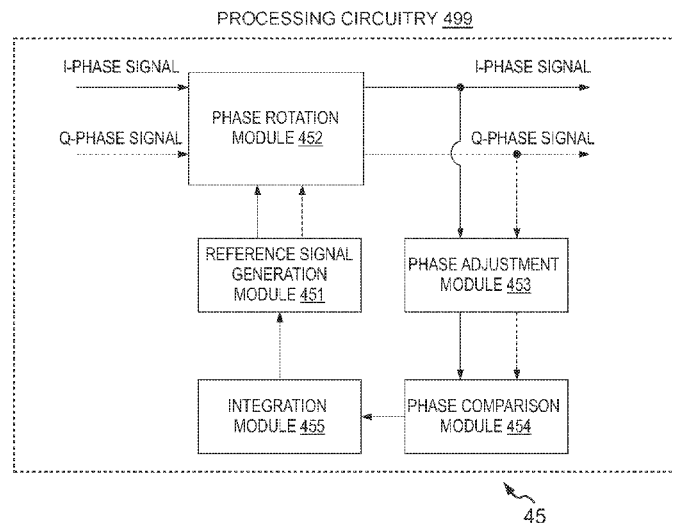 PROCESSING CIRCUITRY 499
I-PHASE SIGNAL
I-PHASE SIGNAL
PHASE ROTATION
MODULE 452
Q-PHASE SIGNAL
Q-PHASE SIGNAL
REFERENCE SIGNAL
GENERATION
MODULE 451
PHASE ADJUSTMENT
MODULE 453
INTEGRATION
MODULE 455
PHASE COMPARISON
MODULE 454
45